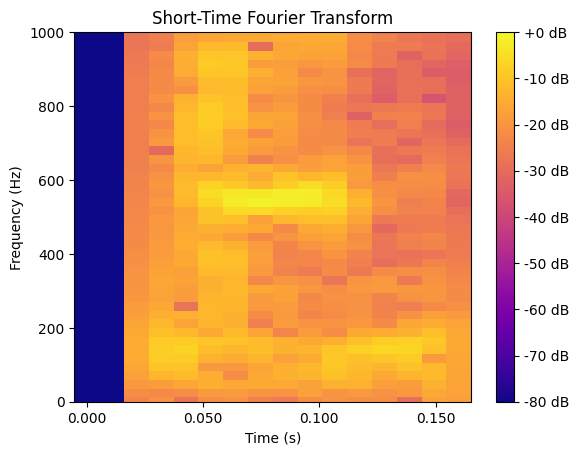 Short-Time Fourier Transform
1000
800
600
400
200
0
Frequency (Hz)
0.000
0.050
0.100
0.150
Time (s)
+0 dB
-10 dB
-20 dB
-30 dB
-40 dB
-50 dB
-60 dB
-70 dB
-80 dB